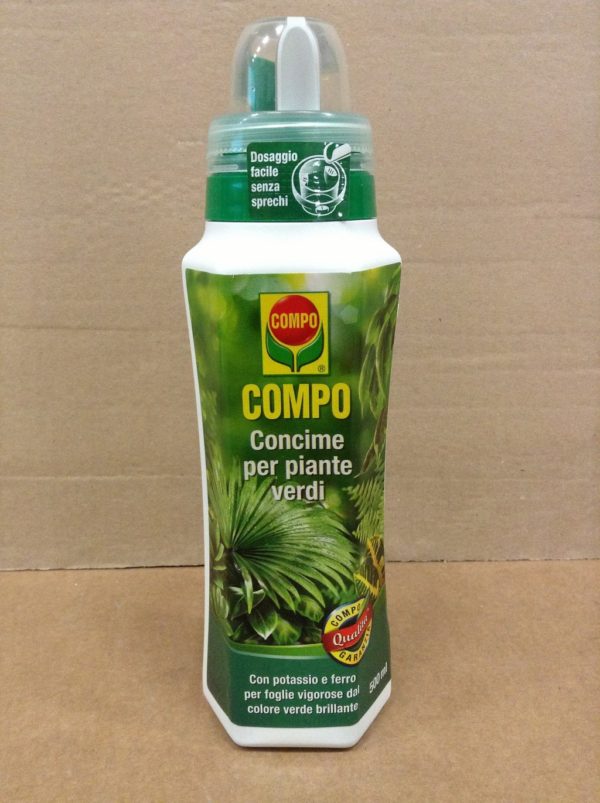 Dosaggio
facile
senza
sprechi
COMPO
®
COMPO
Concime
per piante
verdi
COMPO
Qualità
GARANZIA
Con potassio e ferro
per foglie vigorose dal
colore verde brillante
500 ml